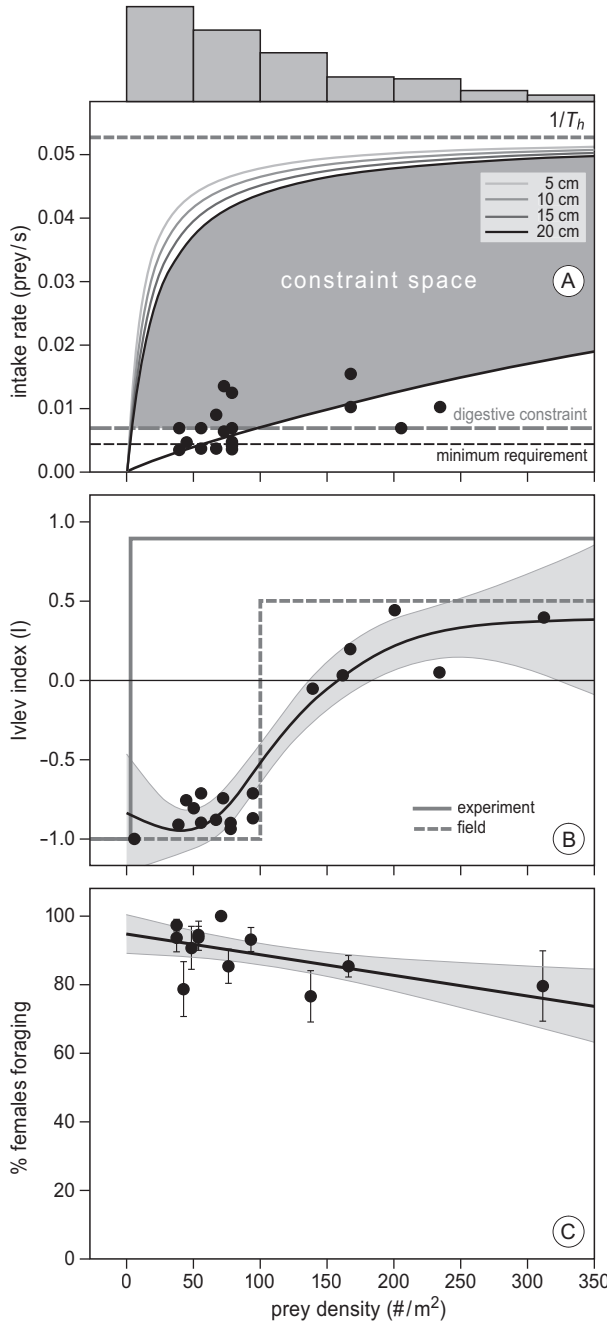 1/Th
0.05
0.04
0.03
0.02
0.01
0.00
intake rate (prey/s)
5 cm
10 cm
15 cm
20 cm
constraint space
A
digestive constraint
minimum requirement
1.0
0.5
0.0
–0.5
–1.0
Ivlev index (I)
experiment
field
B
100
80
60
40
20
0
% females foraging
C
0 50 100 150 200 250 300 350
prey density (#/m²)